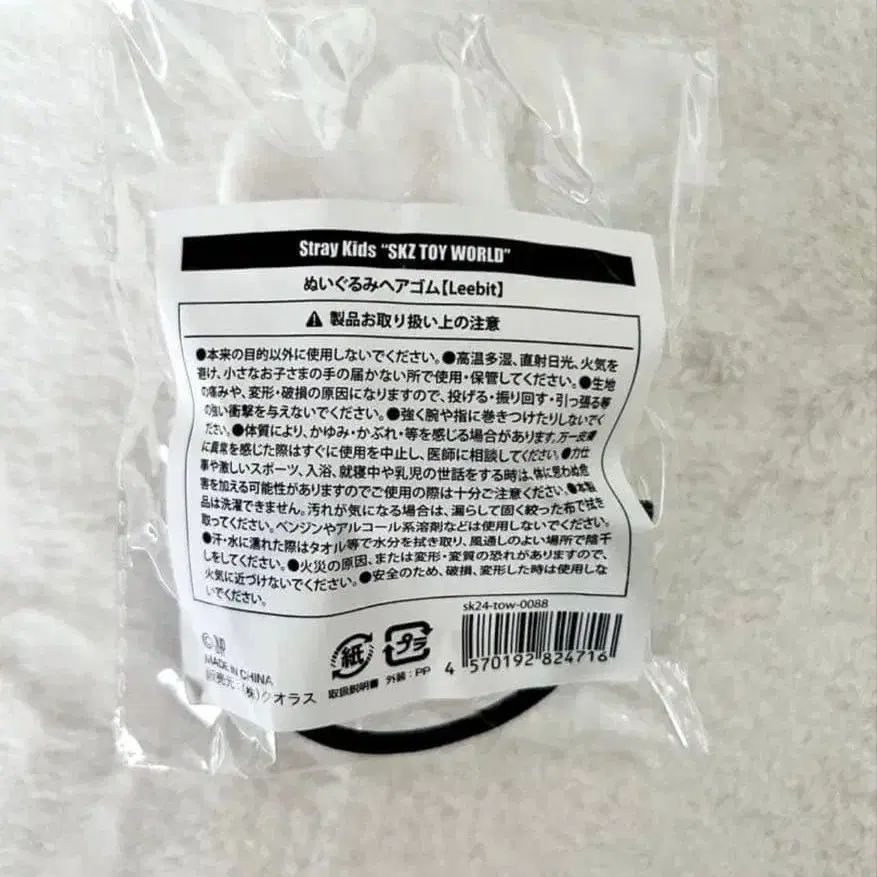 Stray Kids “SKZ TOY WORLD”
ぬいぐるみヘアゴム【Leebit】
⚠ 製品お取り扱い上の注意
●本来の目的以外に使用しないでください。●高温多湿、直射日光、火気を
避け、小さなお子さまの手の届かない所で使用・保管してください。●生地
の痛みや、変形・破損の原因になりますので、投げる・振り回す・引っ張る等
の強い衝撃を与えないでください。●強く腕や指に巻きつけたりしないでく
ださい。●体質により、かゆみ・かぶれ・等を感じる場合があります。万一皮膚
に異常を感じた際はすぐに使用を中止し、医師に相談してください。●力仕
事や激しいスポーツ、入浴、就寝中や乳児の世話をする時は、体に思わぬ危
害を加える可能性がありますのでご使用の際は十分ご注意ください。●本製
品は洗濯できません。汚れが気になる場合は、濡らして固く絞った布で拭き
取ってください。ベンジンやアルコール系溶剤などは使用しないでください。
●汗・水に濡れた際はタオル等で水分を拭き取り、風通しのよい場所で陰干
しをしてください。●火災の原因、または変形・変質の恐れがありますので、
火気に近づけないでください。●安全のため、破損、変形した時は使用しな
いでください。
sk24-tow-0088
©JYP
MADE IN CHINA
販売元:(株)クオラス
紙
取扱説明書
プラ
外装:PP
4 570192 824716